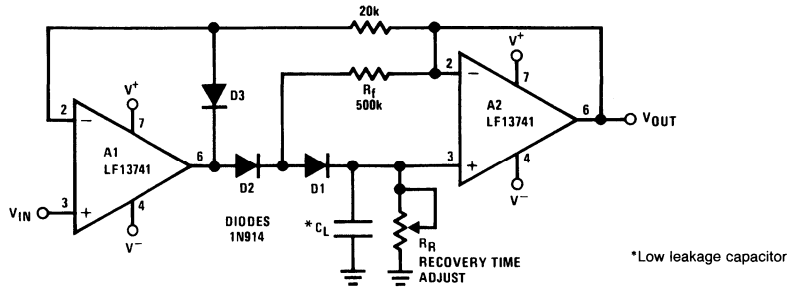 20k
V+
2
−
D3
Rf
500k
2
−
V+
7
7
A2
LF13741
6
VOUT
A1
LF13741
6
D2
D1
3
+
4
V−
VIN
3
+
4
V−
DIODES
1N914
*CL
RR
RECOVERY TIME
ADJUST
*Low leakage capacitor